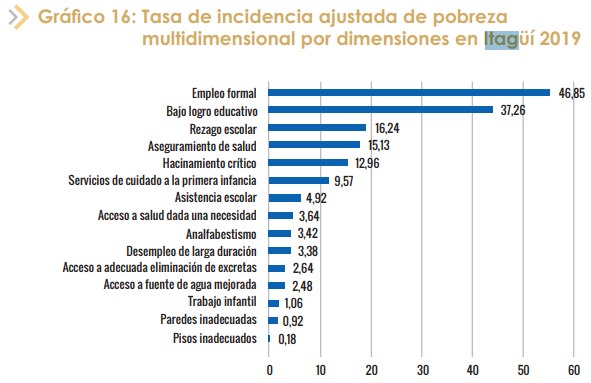 Gráfico 16: Tasa de incidencia ajustada de pobreza
multidimensional por dimensiones en Itagüí 2019
Empleo formal 46,85
Bajo logro educativo 37,26
Rezago escolar 16,24
Aseguramiento de salud 15,13
Hacinamiento crítico 12,96
Servicios de cuidado a la primera infancia 9,57
Asistencia escolar 4,92
Acceso a salud dada una necesidad 3,64
Analfabestismo 3,42
Desempleo de larga duración 3,38
Acceso a adecuada eliminación de excretas 2,64
Acceso a fuente de agua mejorada 2,48
Trabajo infantil 1,06
Paredes inadecuadas 0,92
Pisos inadecuados 0,18
0 10 20 30 40 50 60